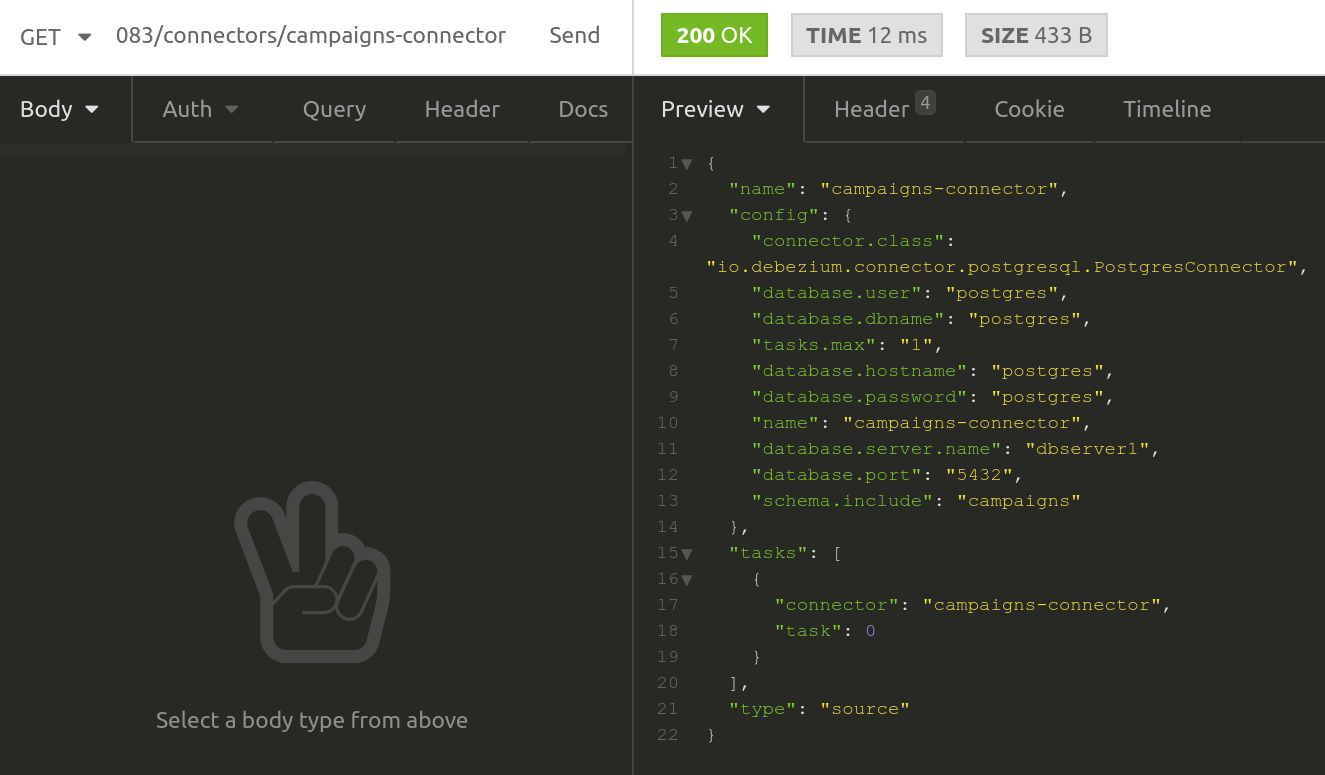 GET 083/connectors/campaigns-connector Send
200 OK TIME 12 ms SIZE 433 B
Body Auth Query Header Docs
Preview Header 4 Cookie Timeline
Select a body type from above
1 {
2 "name": "campaigns-connector",
3 "config": {
4 "connector.class":
"io.debezium.connector.postgresql.PostgresConnector",
5 "database.user": "postgres",
6 "database.dbname": "postgres",
7 "tasks.max": "1",
8 "database.hostname": "postgres",
9 "database.password": "postgres",
10 "name": "campaigns-connector",
11 "database.server.name": "dbserver1",
12 "database.port": "5432",
13 "schema.include": "campaigns"
14 },
15 "tasks": [
16 {
17 "connector": "campaigns-connector",
18 "task": 0
19 }
20 ],
21 "type": "source"
22 }